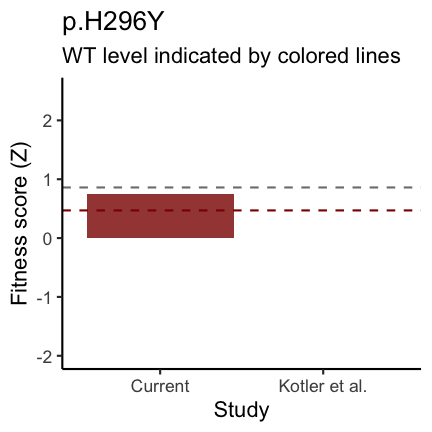 p.H296Y
WT level indicated by colored lines
Fitness score (Z)
2
1
0
-1
-2
Current
Kotler et al.
Study